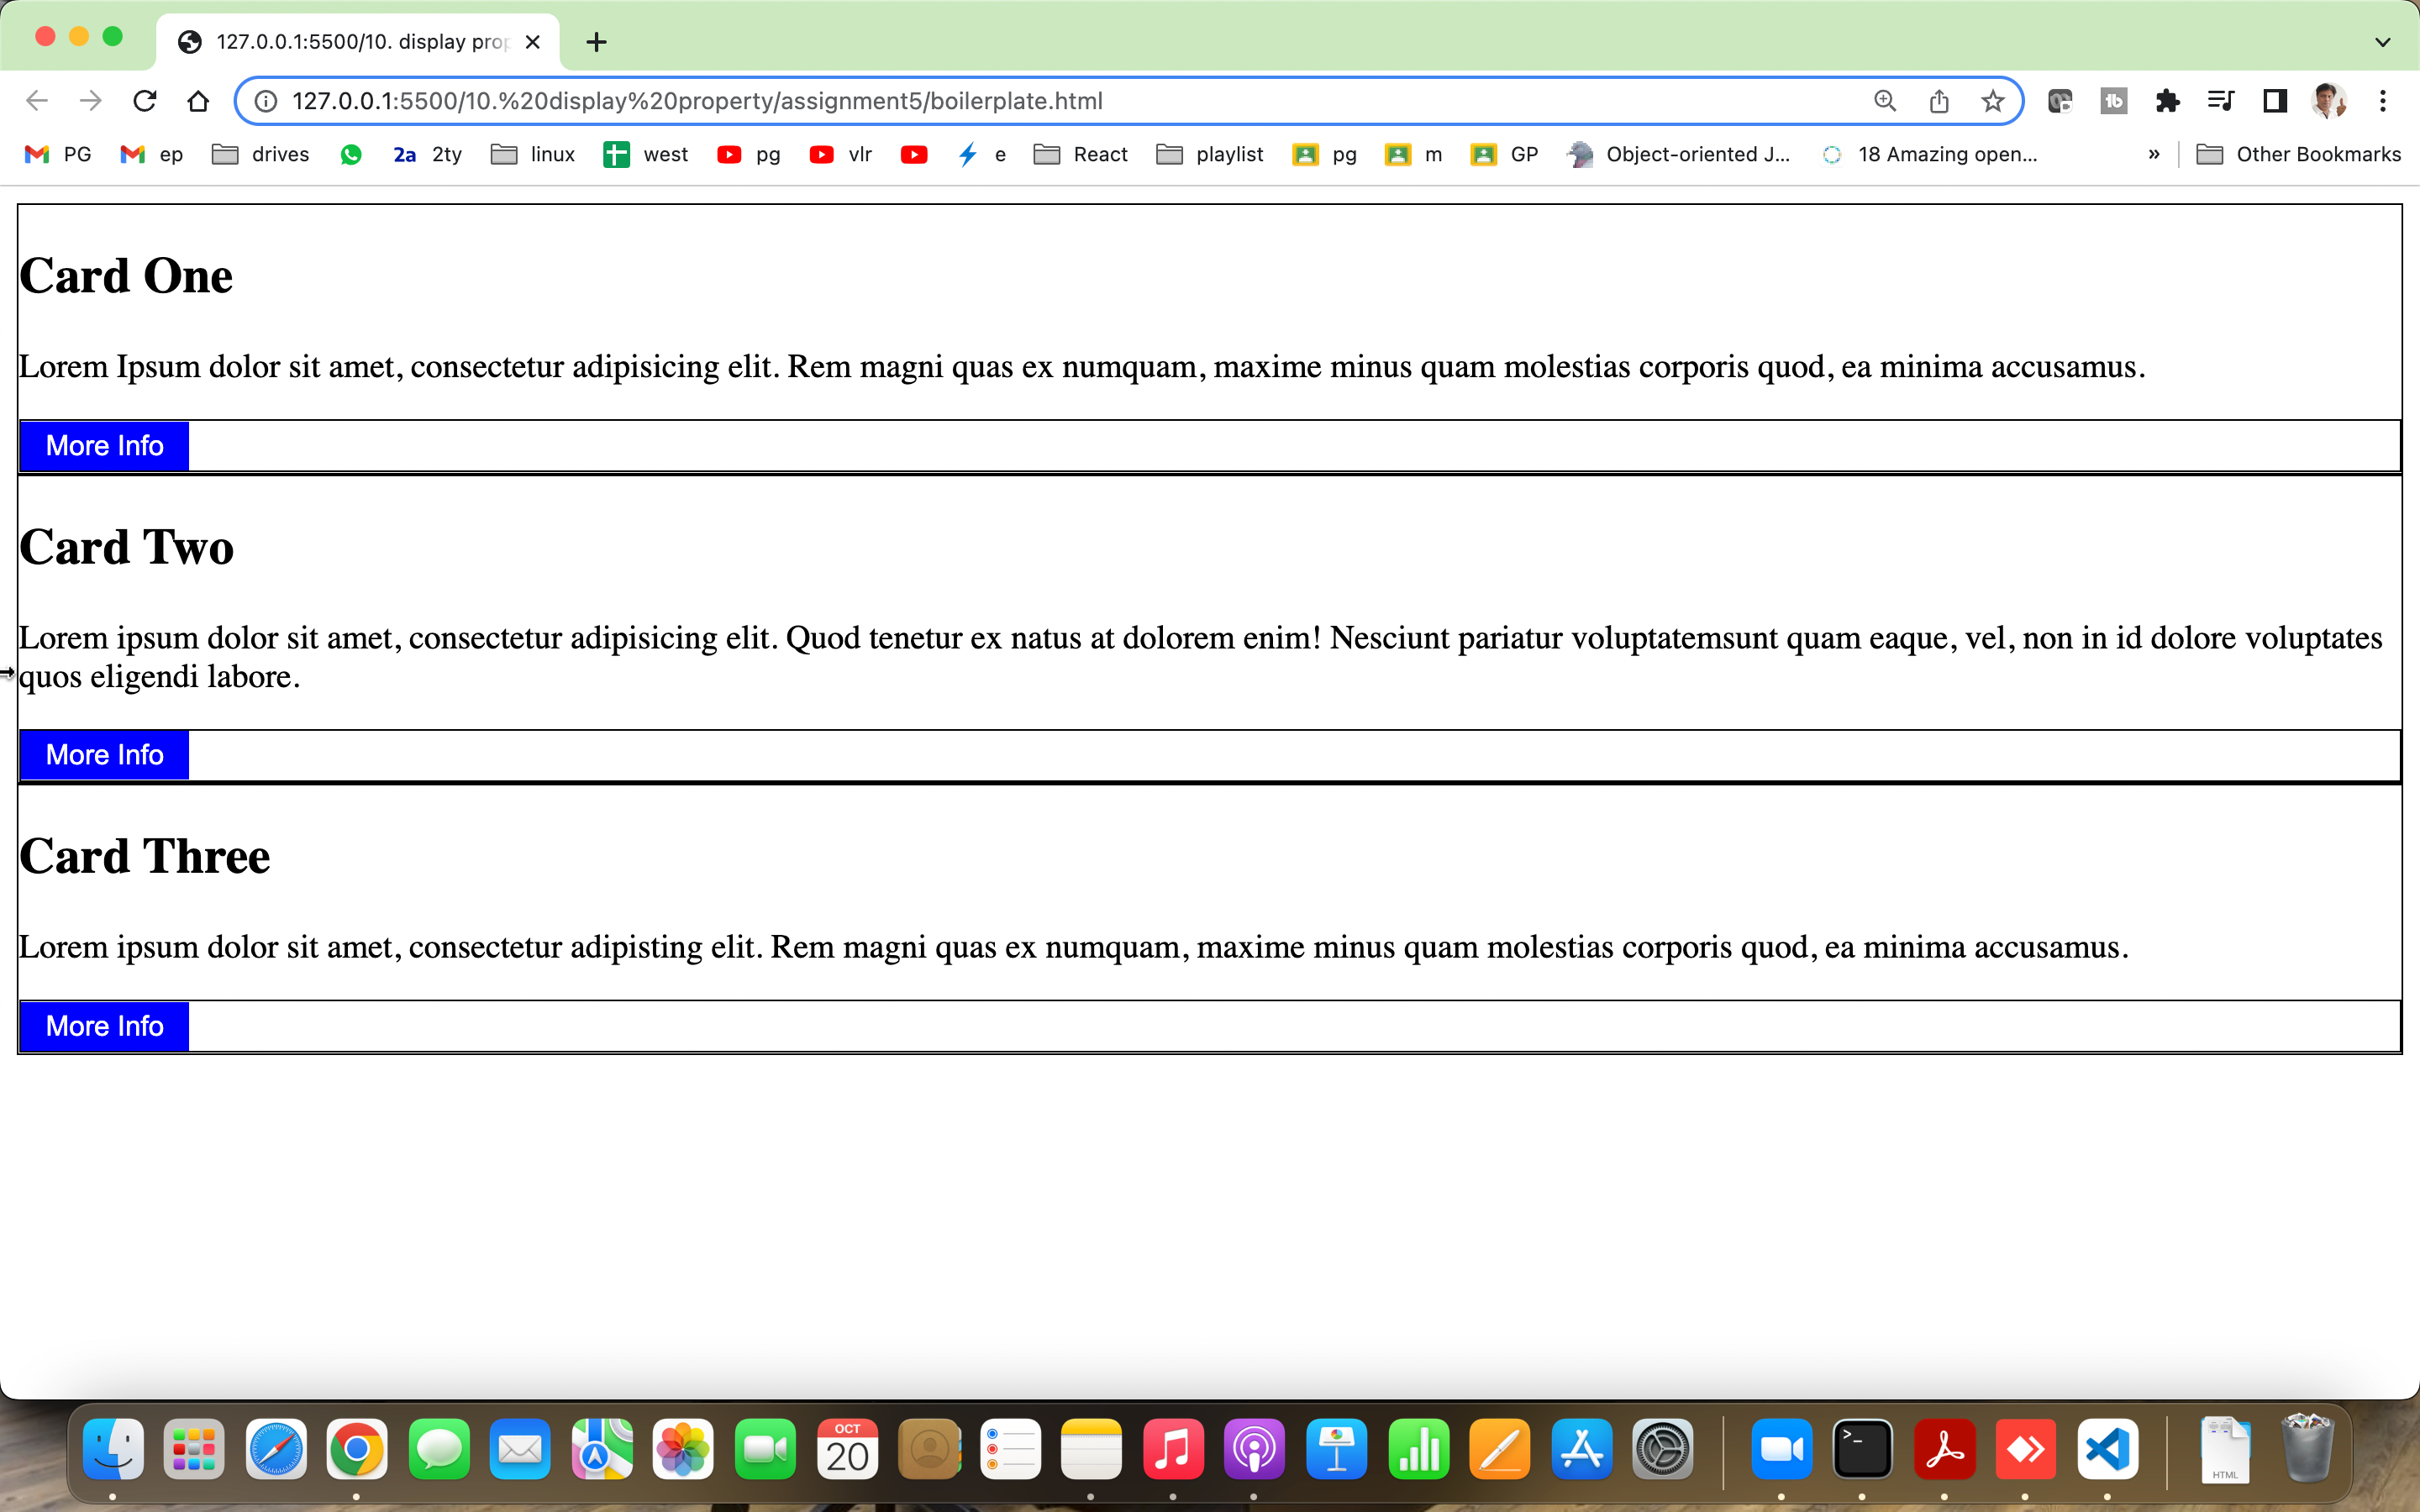 127.0.0.1:5500/10. display prop
127.0.0.1:5500/10.%20display%20property/assignment5/boilerplate.html
PG ep drives 2a 2ty linux west pg vlr e React playlist pg m GP Object-oriented J... 18 Amazing open... » Other Bookmarks
Card One
Lorem Ipsum dolor sit amet, consectetur adipisicing elit. Rem magni quas ex numquam, maxime minus quam molestias corporis quod, ea minima accusamus.
More Info
Card Two
Lorem ipsum dolor sit amet, consectetur adipisicing elit. Quod tenetur ex natus at dolorem enim! Nesciunt pariatur voluptatemsunt quam eaque, vel, non in id dolore voluptates
quos eligendi labore.
More Info
Card Three
Lorem ipsum dolor sit amet, consectetur adipisting elit. Rem magni quas ex numquam, maxime minus quam molestias corporis quod, ea minima accusamus.
More Info
OCT
20
>_
HTML